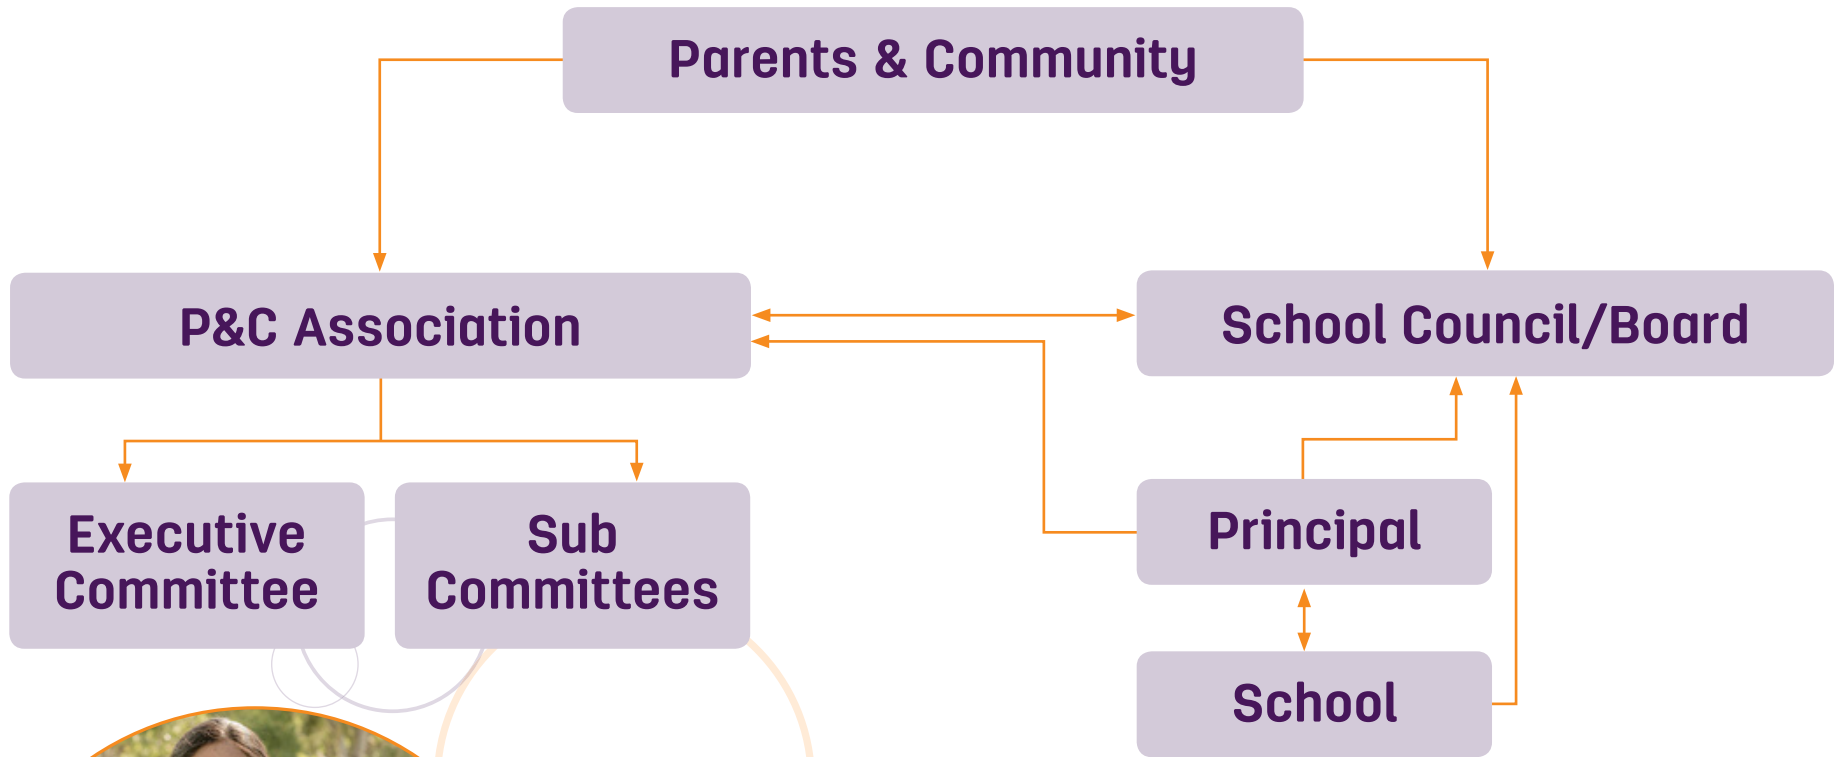 Parents & Community
P&C Association
School Council/Board
Executive
Committee
Sub
Committees
Principal
School